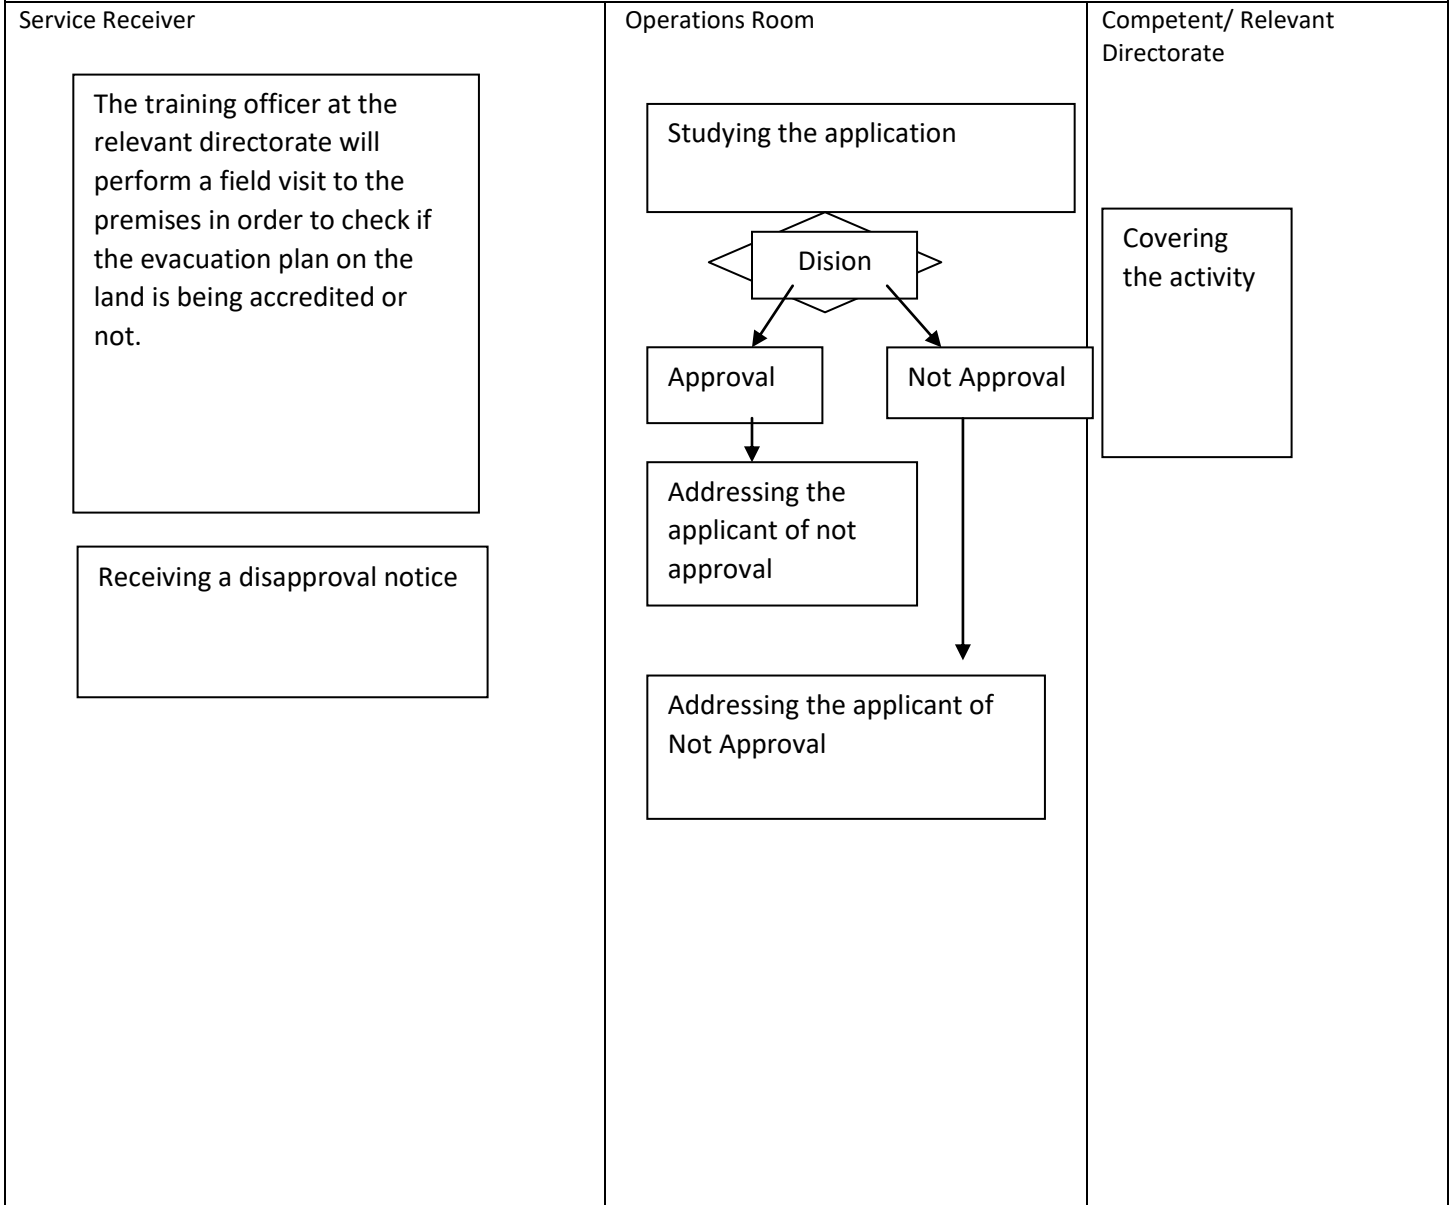 Service Receiver
Operations Room
Competent/ Relevant
Directorate
The training officer at the
relevant directorate will
perform a field visit to the
premises in order to check if
the evacuation plan on the
land is being accredited or
not.
Receiving a disapproval notice
Studying the application
Dision
Approval
Not Approval
Addressing the
applicant of not
approval
Addressing the applicant of
Not Approval
Covering
the activity